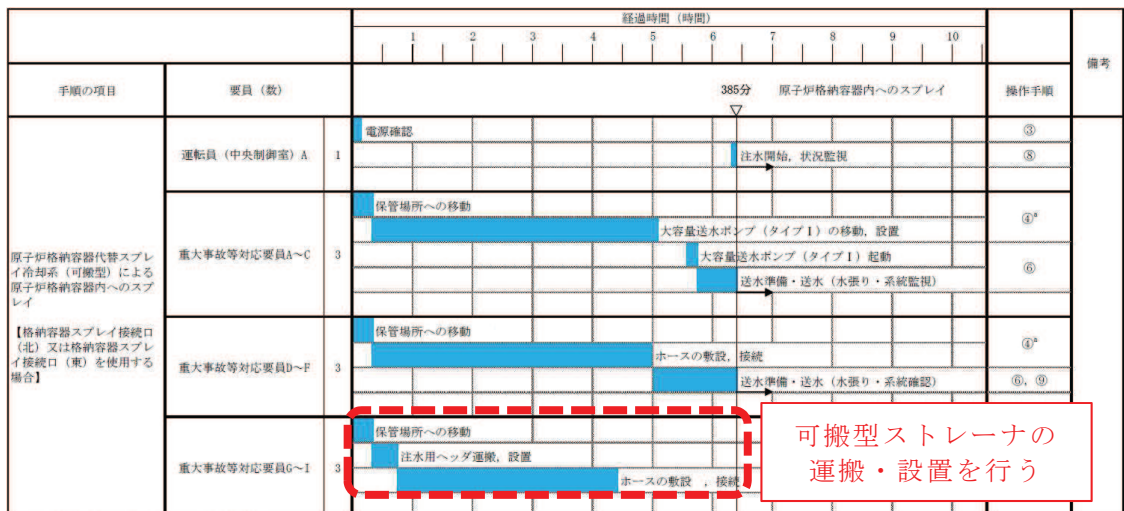 経過時間（時間）
1 2 3 4 5 6 7 8 9 10
備考
手順の項目
要員（数）
385分
原子炉格納容器内へのスプレイ
操作手順
▽
原子炉格納容器代替スプレ
イ冷却系（可搬型）による
原子炉格納容器内へのスプ
レイ
【格納容器スプレイ接続口
（北）又は格納容器スプレ
イ接続口（東）を使用する
場合】
運転員（中央制御室）A
1
電源確認
③
注水開始，状況監視
⑧
重大事故等対応要員A～C
3
保管場所への移動
大容量送水ポンプ（タイプⅠ）の移動，設置
④ª
大容量送水ポンプ（タイプⅠ）起動
送水準備・送水（水張り・系統監視）
⑥
重大事故等対応要員D～F
3
保管場所への移動
ホースの敷設，接続
④ª
送水準備・送水（水張り・系統確認）
⑥，⑨
重大事故等対応要員G～I
3
保管場所への移動
注水用ヘッダ運搬，設置
ホースの敷設 ，接続
可搬型ストレーナの
運搬・設置を行う